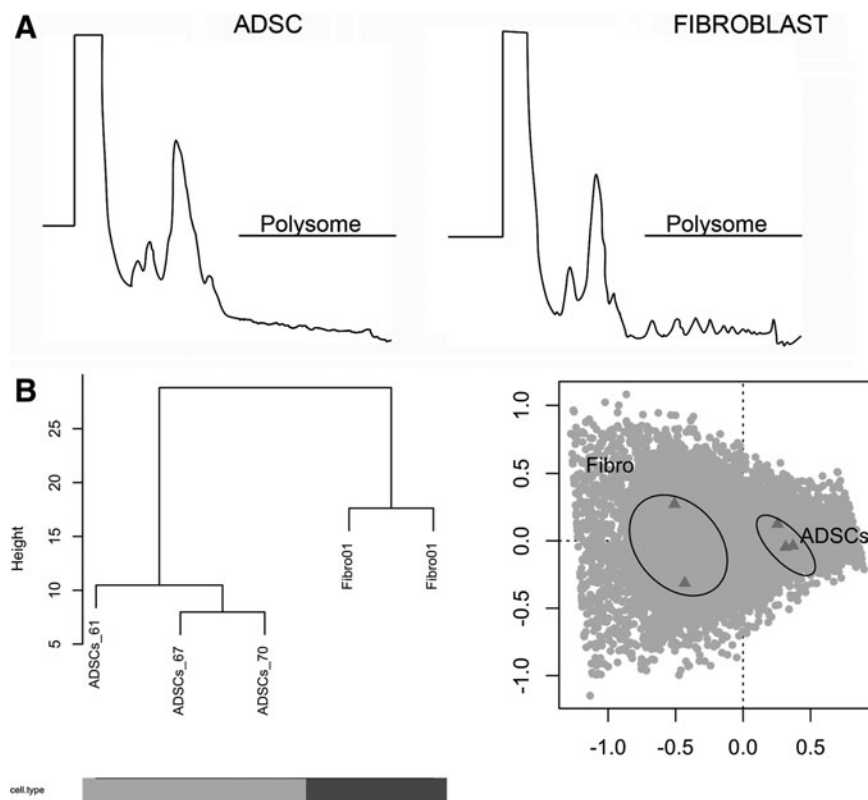 A
ADSC
FIBROBLAST
Polysome
Polysome
B
Height
25
20
15
10
5
ADSCs_61
ADSCs_67
ADSCs_70
Fibro01
Fibro01
cell.type
1.0
0.5
0.0
-0.5
-1.0
Fibro
ADSCs
-1.0
-0.5
0.0
0.5